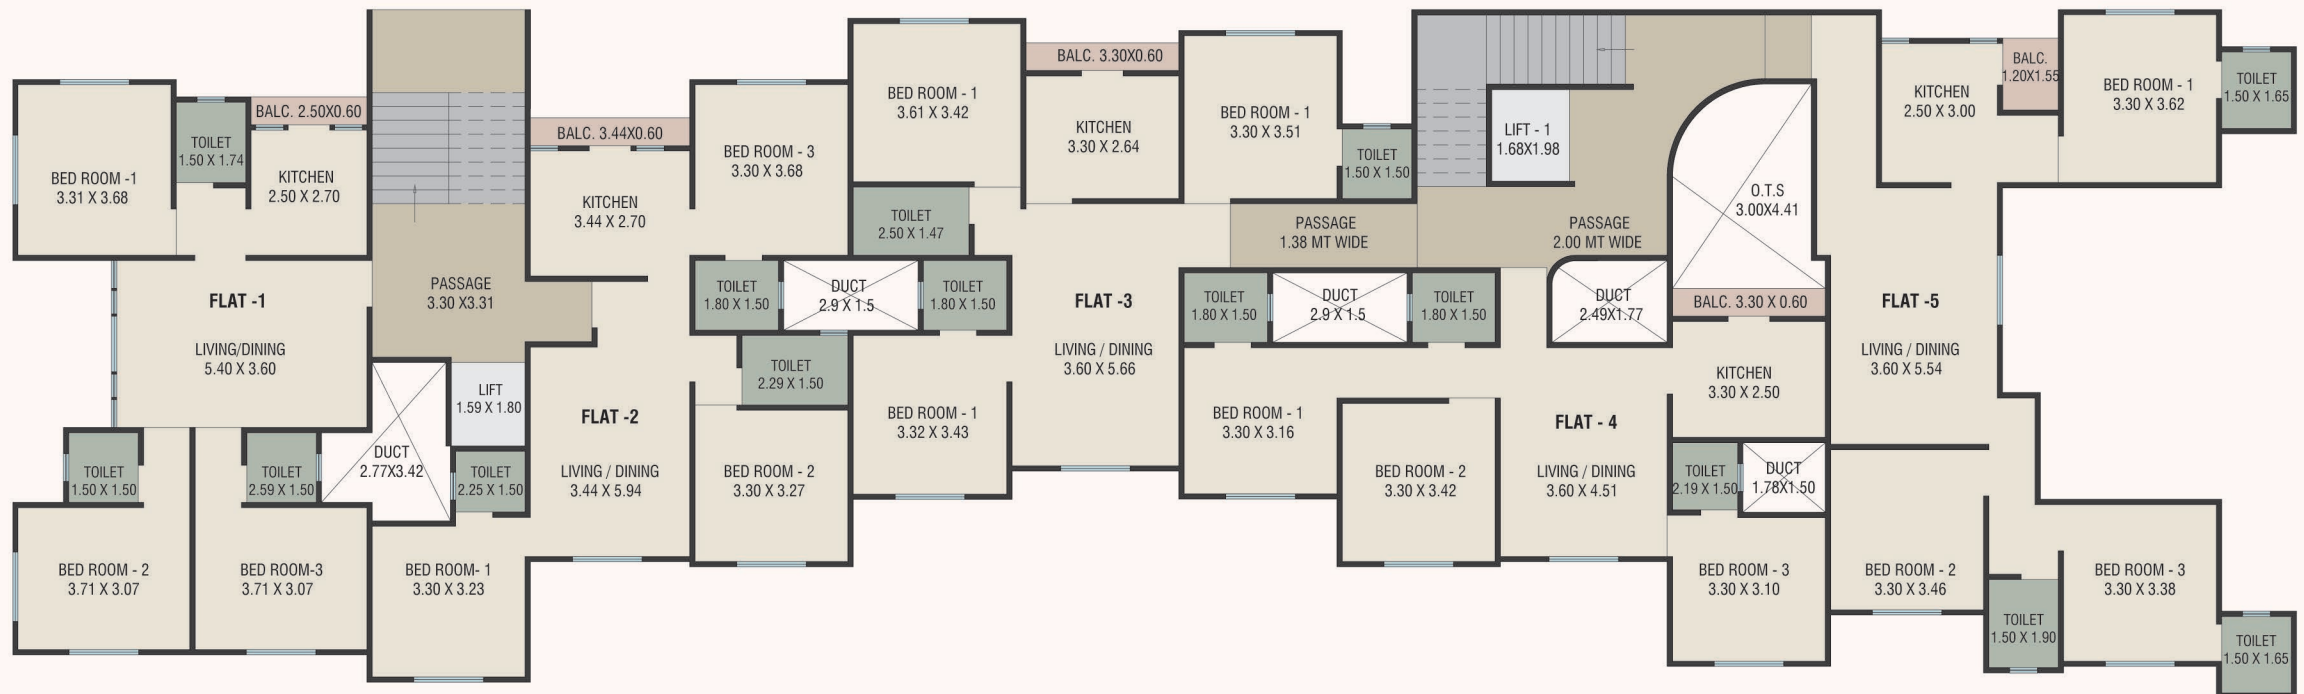 BED ROOM -1
3.31 X 3.68
TOILET
1.50 X 1.74
BALC. 2.50X0.60
KITCHEN
2.50 X 2.70
FLAT -1
LIVING/DINING
5.40 X 3.60
TOILET
1.50 X 1.50
TOILET
2.59 X 1.50
BED ROOM - 2
3.71 X 3.07
BED ROOM-3
3.71 X 3.07
PASSAGE
3.30 X3.31
LIFT
1.59 X 1.80
DUCT
2.77X3.42
TOILET
2.25 X 1.50
BED ROOM- 1
3.30 X 3.23
BALC. 3.44X0.60
KITCHEN
3.44 X 2.70
BED ROOM - 3
3.30 X 3.68
TOILET
1.80 X 1.50
DUCT
2.9 X 1.5
TOILET
1.80 X 1.50
TOILET
2.29 X 1.50
FLAT -2
LIVING / DINING
3.44 X 5.94
BED ROOM - 2
3.30 X 3.27
BED ROOM - 1
3.61 X 3.42
TOILET
2.50 X 1.47
BED ROOM - 1
3.32 X 3.43
BALC. 3.30X0.60
KITCHEN
3.30 X 2.64
FLAT -3
LIVING / DINING
3.60 X 5.66
BED ROOM - 1
3.30 X 3.51
TOILET
1.50 X 1.50
PASSAGE
1.38 MT WIDE
LIFT - 1
1.68X1.98
PASSAGE
2.00 MT WIDE
O.T.S
3.00X4.41
TOILET
1.80 X 1.50
DUCT
2.9 X 1.5
TOILET
1.80 X 1.50
DUCT
2.49X1.77
BALC. 3.30 X 0.60
KITCHEN
3.30 X 2.50
BED ROOM - 1
3.30 X 3.16
BED ROOM - 2
3.30 X 3.42
FLAT - 4
LIVING / DINING
3.60 X 4.51
TOILET
2.19 X 1.50
DUCT
1.78X1.50
BED ROOM - 3
3.30 X 3.10
KITCHEN
2.50 X 3.00
BALC.
1.20X1.55
BED ROOM - 1
3.30 X 3.62
TOILET
1.50 X 1.65
FLAT -5
LIVING / DINING
3.60 X 5.54
BED ROOM - 2
3.30 X 3.46
TOILET
1.50 X 1.90
BED ROOM - 3
3.30 X 3.38
TOILET
1.50 X 1.65